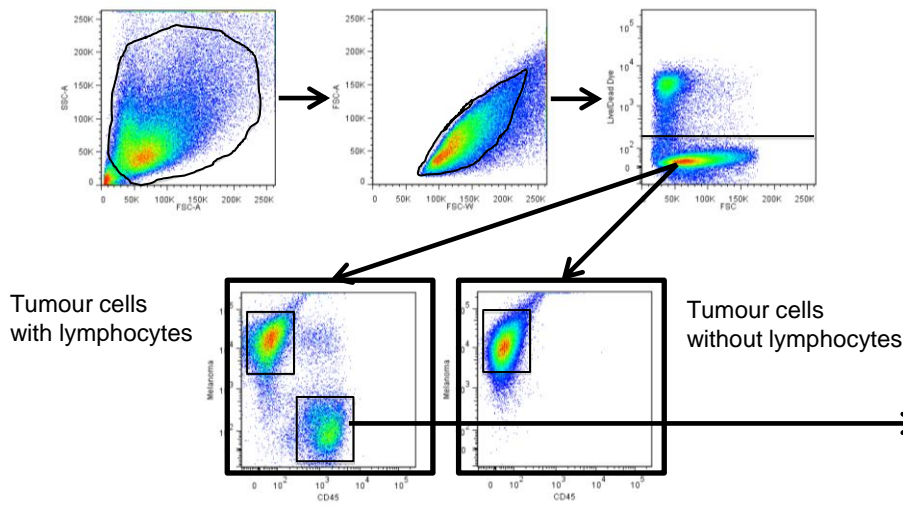 250K
200K
150K
100K
50K
0
SSC-A
0 50K 100K 150K 200K 250K
FSC-A
250K
200K
150K
100K
50K
0
FSC-A
0 50K 100K 150K 200K 250K
FSC-W
10^5
10^4
10^3
10^2
0
Live/Dead Dye
50K 100K 150K 200K 250K
FSC
Tumour cells
with lymphocytes
Melanoma
0 10^2 10^3 10^4 10^5
CD45
Melanoma
0 10^2 10^3 10^4 10^5
CD45
Tumour cells
without lymphocytes